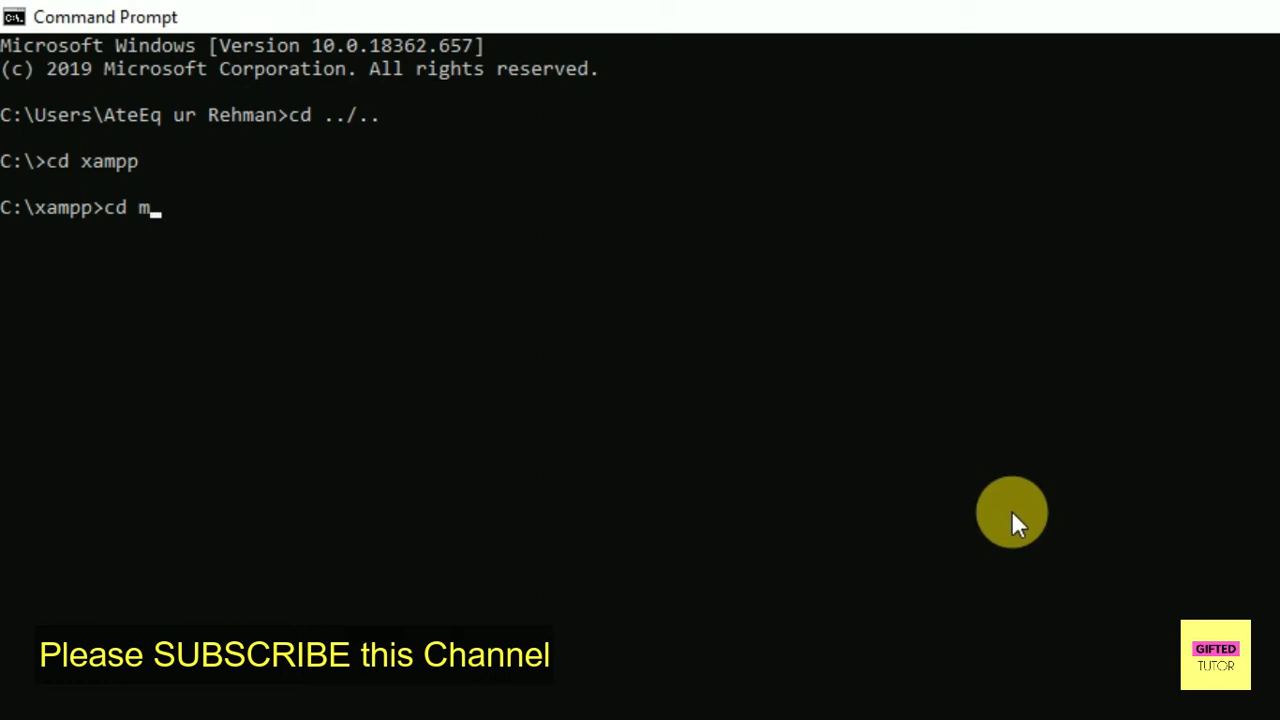 Command Prompt
Microsoft Windows [Version 10.0.18362.657]
(c) 2019 Microsoft Corporation. All rights reserved.
C:\Users\AteEq ur Rehman>cd ../..
C:\>cd xampp
C:\xampp>cd m_
Please SUBSCRIBE this Channel
GIFTED
TUTOR